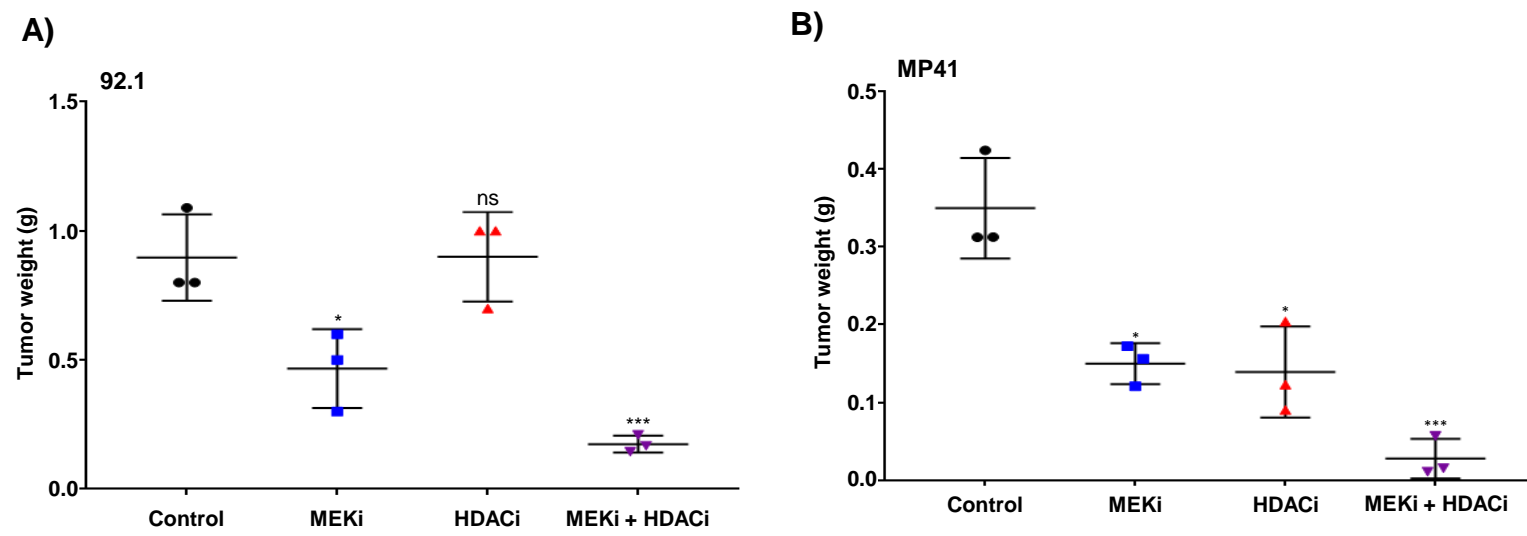 A)
92.1
Tumor weight (g)
1.5
1.0
0.5
0.0
*
ns
***
Control MEKi HDACi MEKi + HDACi
B)
MP41
Tumor weight (g)
0.5
0.4
0.3
0.2
0.1
0.0
*
*
***
Control MEKi HDACi MEKi + HDACi